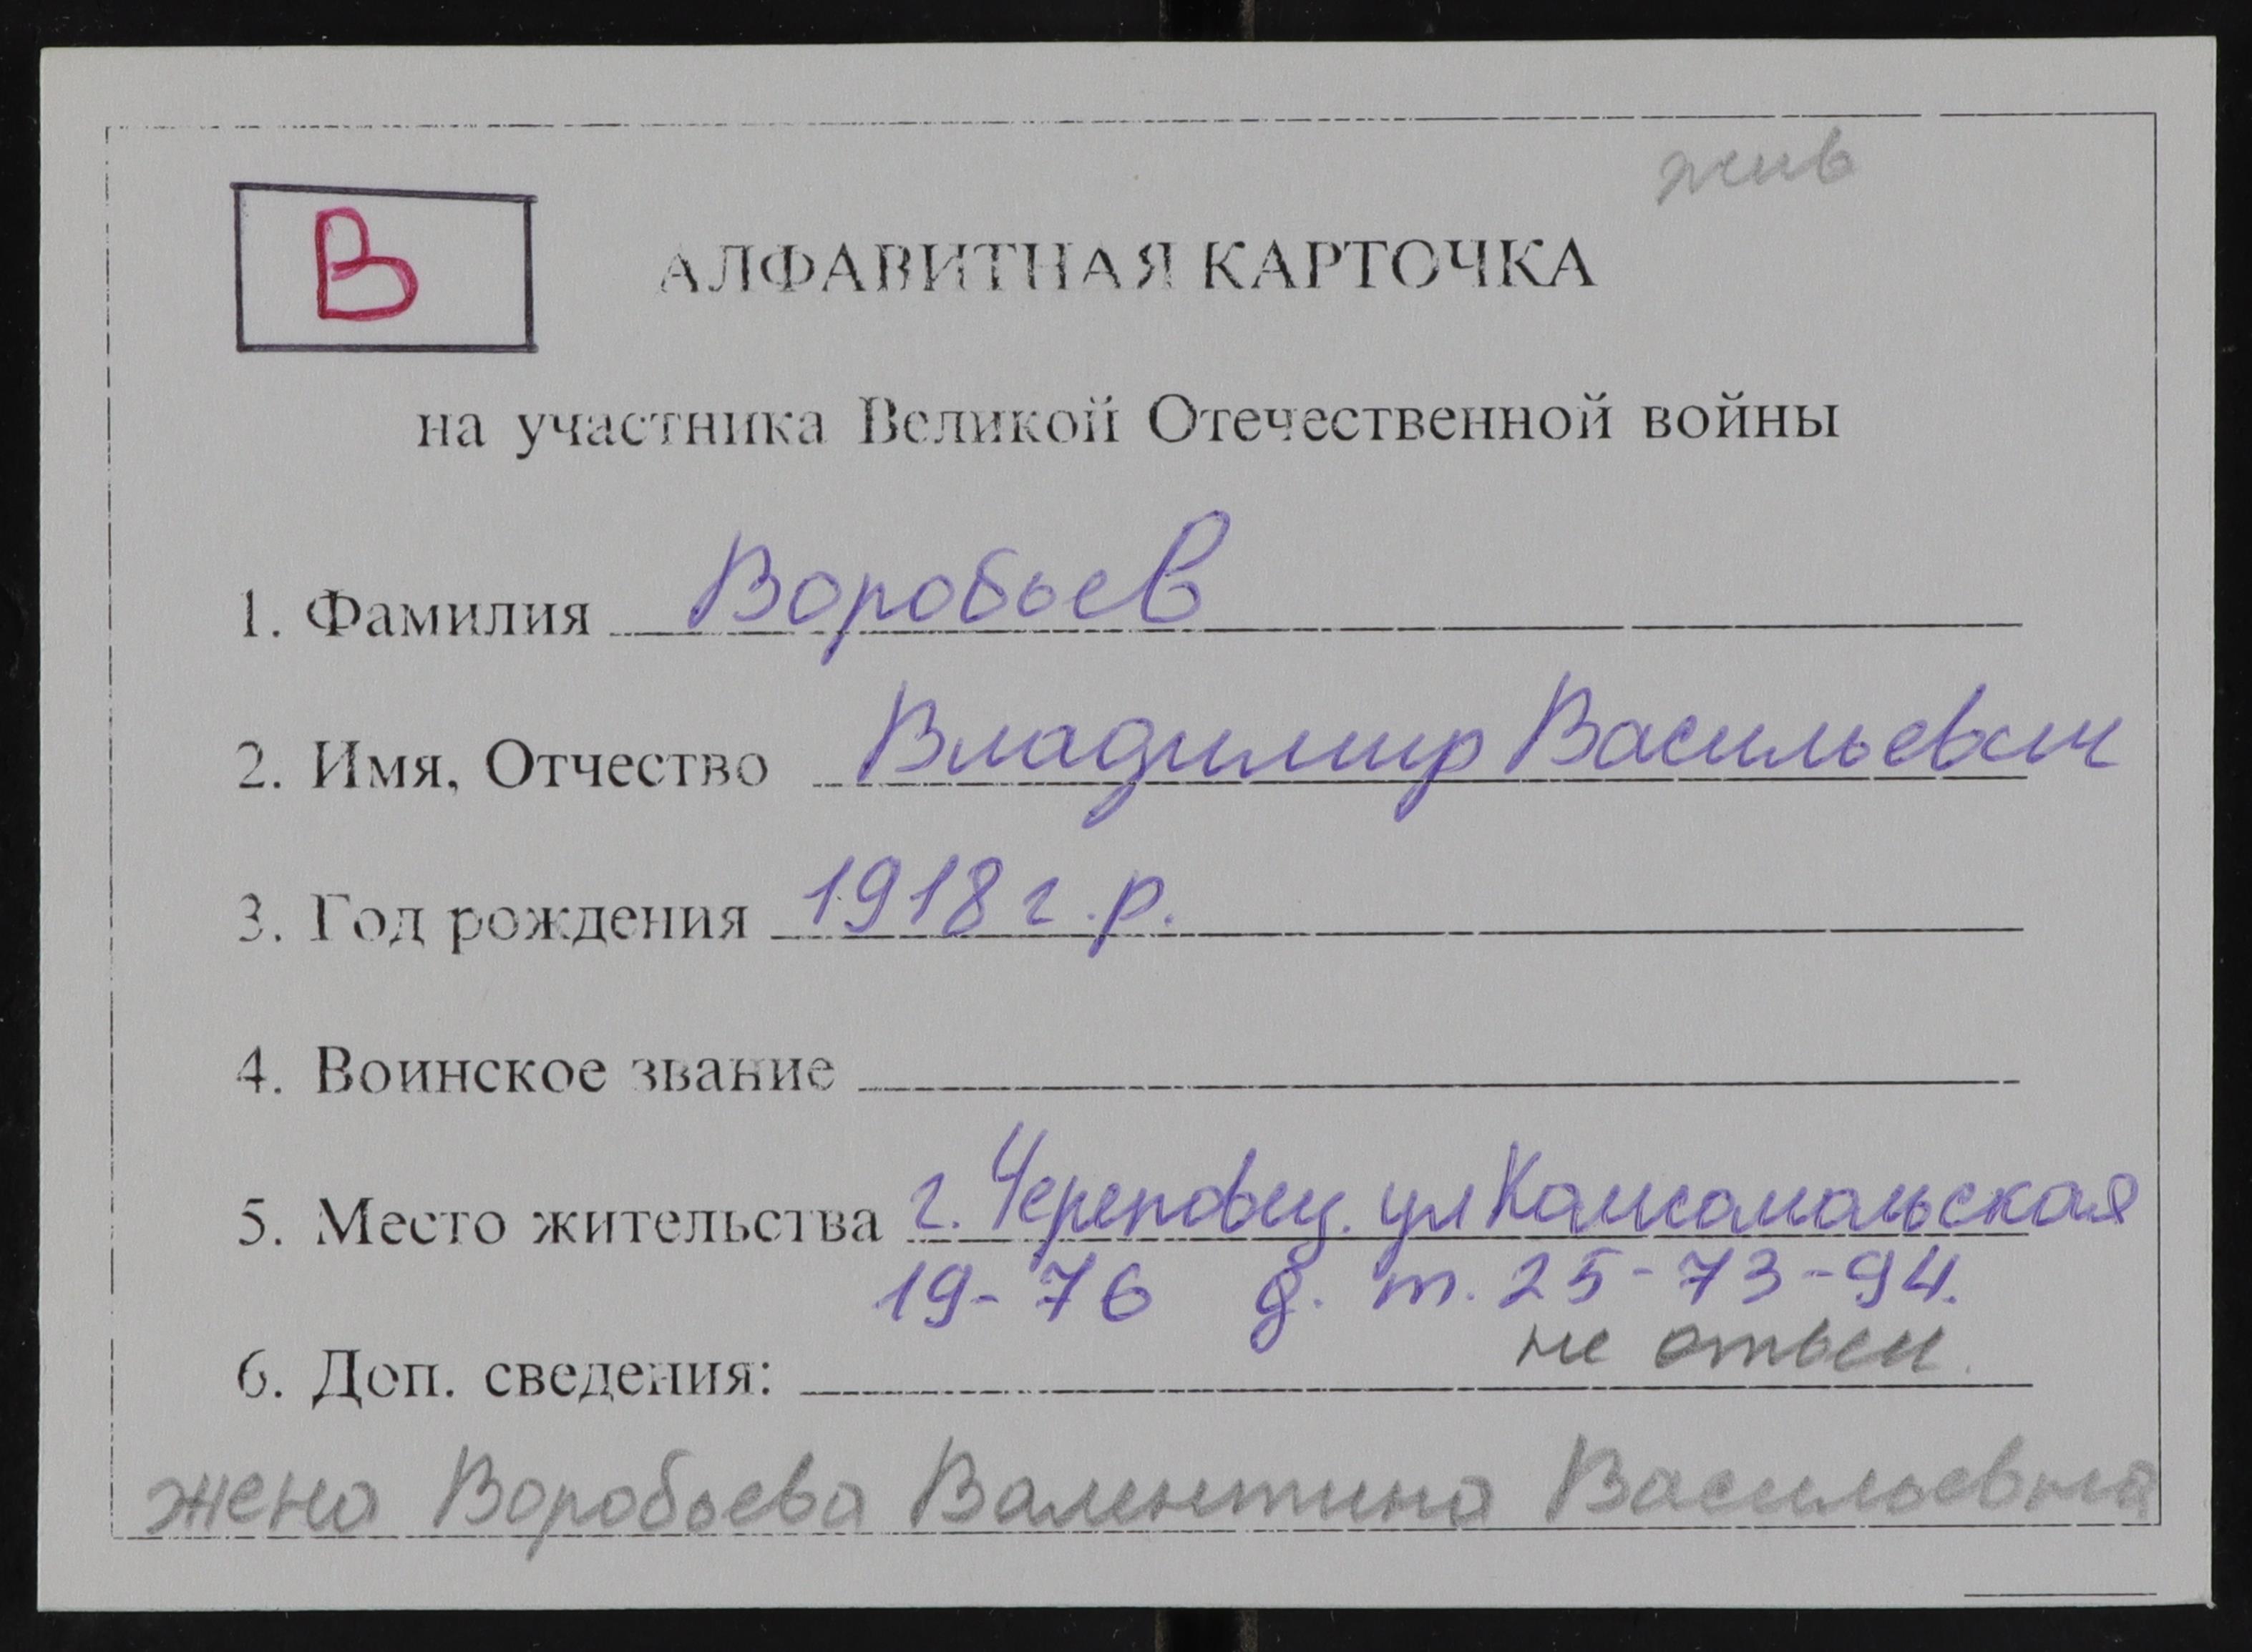 жив
В
АЛФАВИТНАЯ КАРТОЧКА
на участника Великой Отечественной войны
1. Фамилия Воробьев
2. Имя, Отчество Владимир Васильевич
3. Год рождения 1918 г.р.
4. Воинское звание
5. Место жительства г. Череповец. ул Комсомольская
19-76 д. т. 25-73-94.
не
6. Доп. сведения:
жена Воробьева Валентина Васильевна